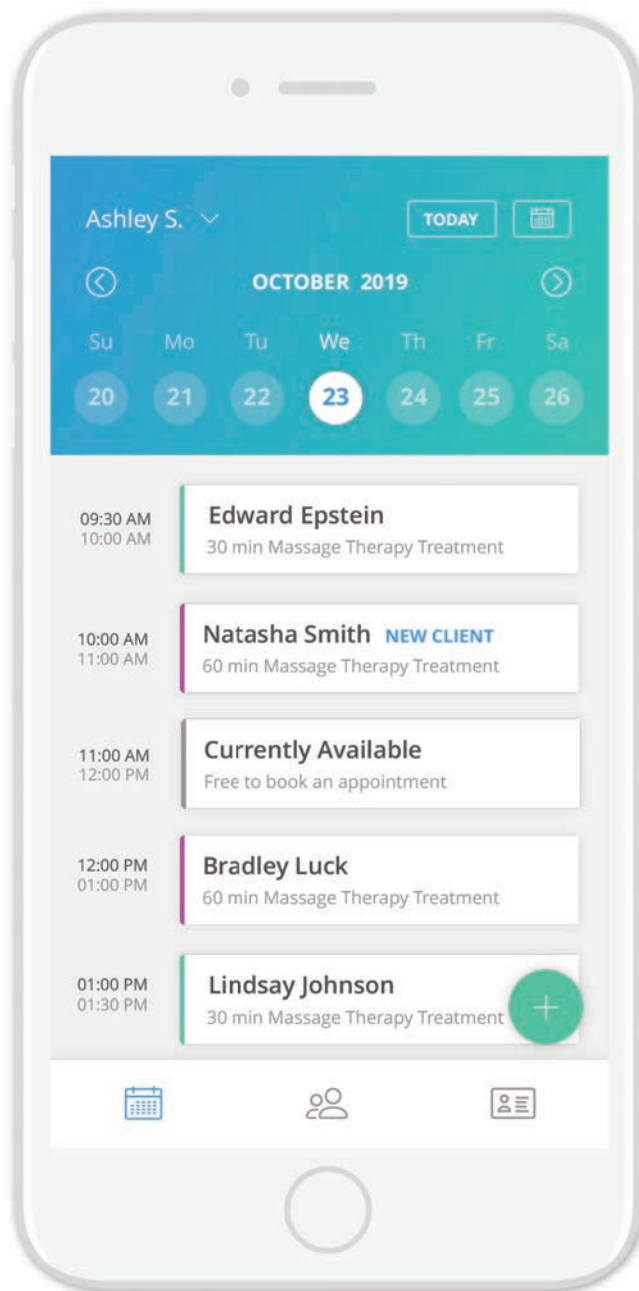 Ashley S.
TODAY
OCTOBER 2019
Su Mo Tu We Th Fr Sa
20 21 22 23 24 25 26
09:30 AM
10:00 AM
Edward Epstein
30 min Massage Therapy Treatment
10:00 AM
11:00 AM
Natasha Smith NEW CLIENT
60 min Massage Therapy Treatment
11:00 AM
12:00 PM
Currently Available
Free to book an appointment
12:00 PM
01:00 PM
Bradley Luck
60 min Massage Therapy Treatment
01:00 PM
01:30 PM
Lindsay Johnson
30 min Massage Therapy Treatment
+